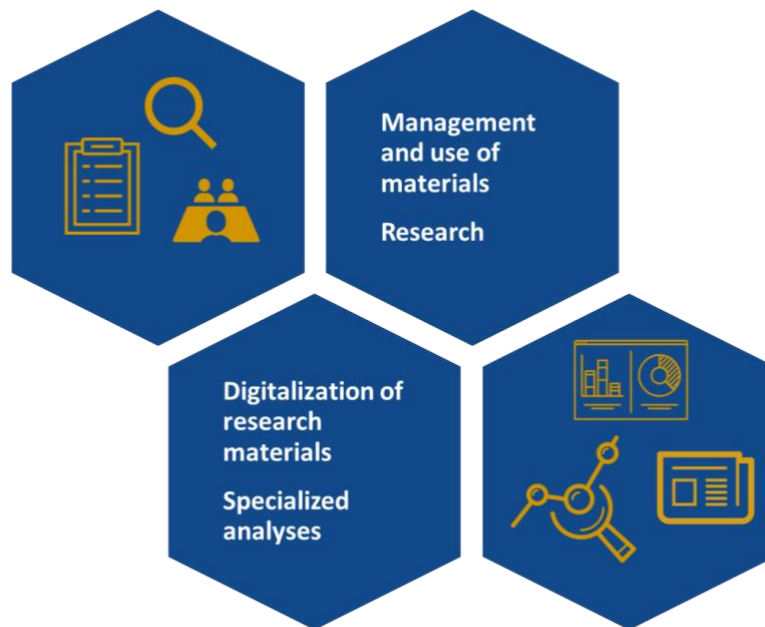 Management
and use of
materials
Research
Digitalization of
research
materials
Specialized
analyses